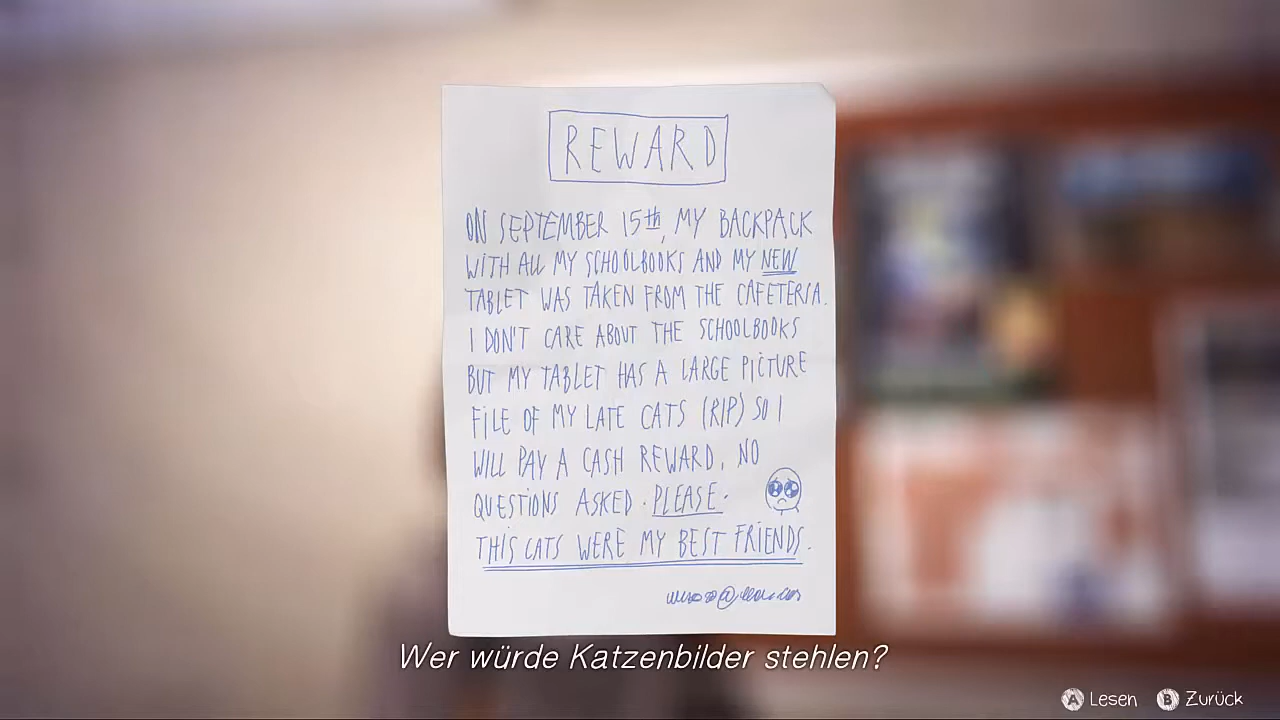 REWARD
ON SEPTEMBER 15th, MY BACKPACK
WITH ALL MY SCHOOLBOOKS AND MY NEW
TABLET WAS TAKEN FROM THE CAFETERIA.
I DON'T CARE ABOUT THE SCHOOLBOOKS
BUT MY TABLET HAS A LARGE PICTURE
FILE OF MY LATE CATS (RIP) SO I
WILL PAY A CASH REWARD, NO
QUESTIONS ASKED. PLEASE.
THIS CATS WERE MY BEST FRIENDS.
Wer würde Katzenbilder stehlen?
A Lesen B Zurück